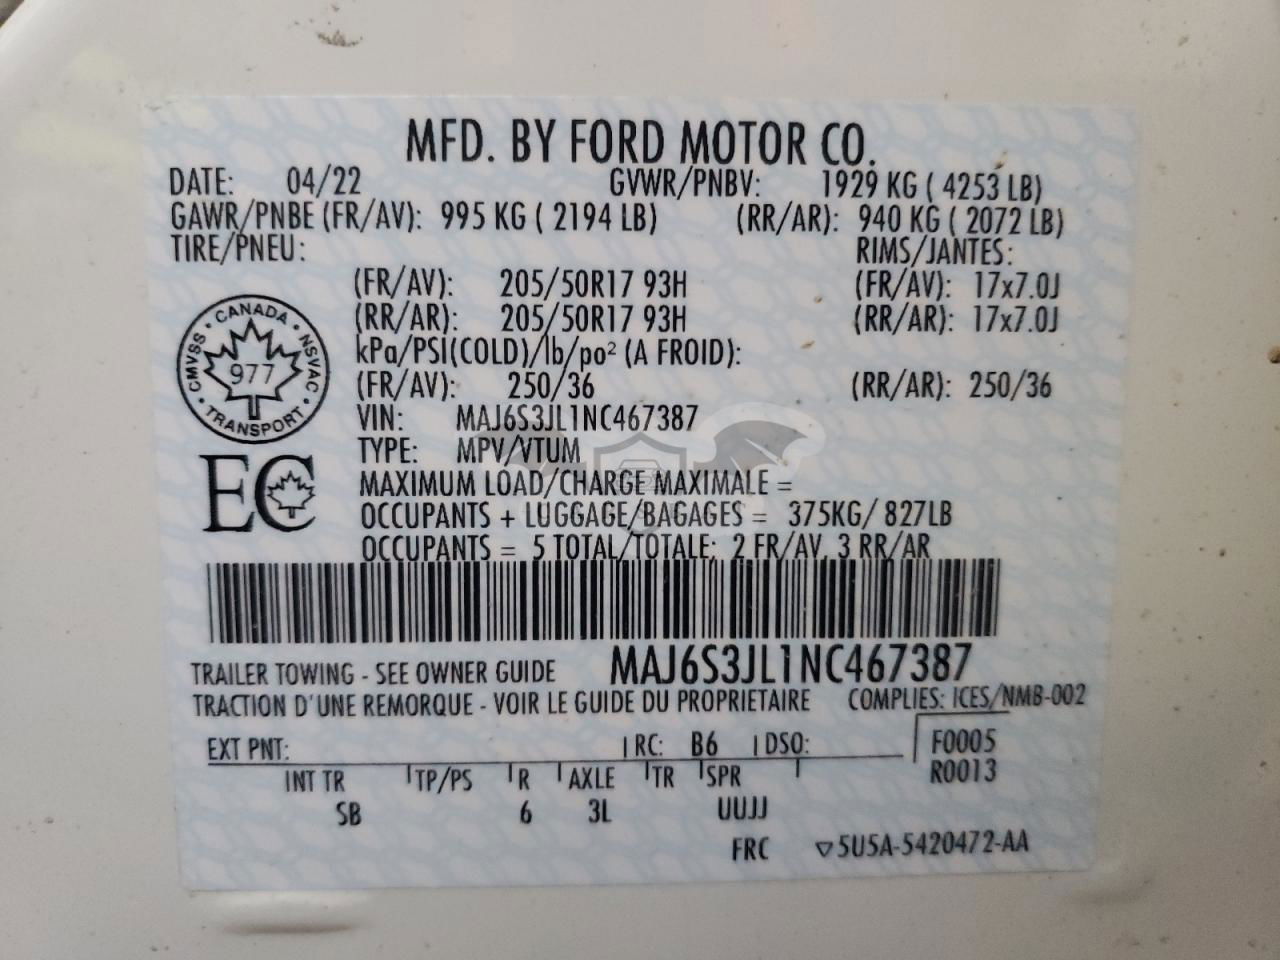 MFD. BY FORD MOTOR CO.
DATE: 04/22 GVWR/PNBV: 1929 KG ( 4253 LB)
GAWR/PNBE (FR/AV): 995 KG ( 2194 LB) (RR/AR): 940 KG ( 2072 LB)
TIRE/PNEU: RIMS/JANTES:
(FR/AV): 205/50R17 93H (FR/AV): 17x7.0J
(RR/AR): 205/50R17 93H (RR/AR): 17x7.0J
kPa/PSI(COLD)/lb/po² (A FROID):
(FR/AV): 250/36 (RR/AR): 250/36
CANADA
CMVSS NSVAC
977
TRANSPORT
VIN: MAJ6S3JL1NC467387
TYPE: MPV/VTUM
EC
MAXIMUM LOAD/CHARGE MAXIMALE =
OCCUPANTS + LUGGAGE/BAGAGES = 375KG/ 827LB
OCCUPANTS = 5 TOTAL/TOTALE; 2 FR/AV, 3 RR/AR
TRAILER TOWING - SEE OWNER GUIDE MAJ6S3JL1NC467387
TRACTION D'UNE REMORQUE - VOIR LE GUIDE DU PROPRIETAIRE COMPLIES: ICES/NMB-002
EXT PNT: RC: B6 DSO: F0005
R0013
INT TR TP/PS R AXLE TR SPR
SB 6 3L UUJJ
FRC ▽5U5A-5420472-AA